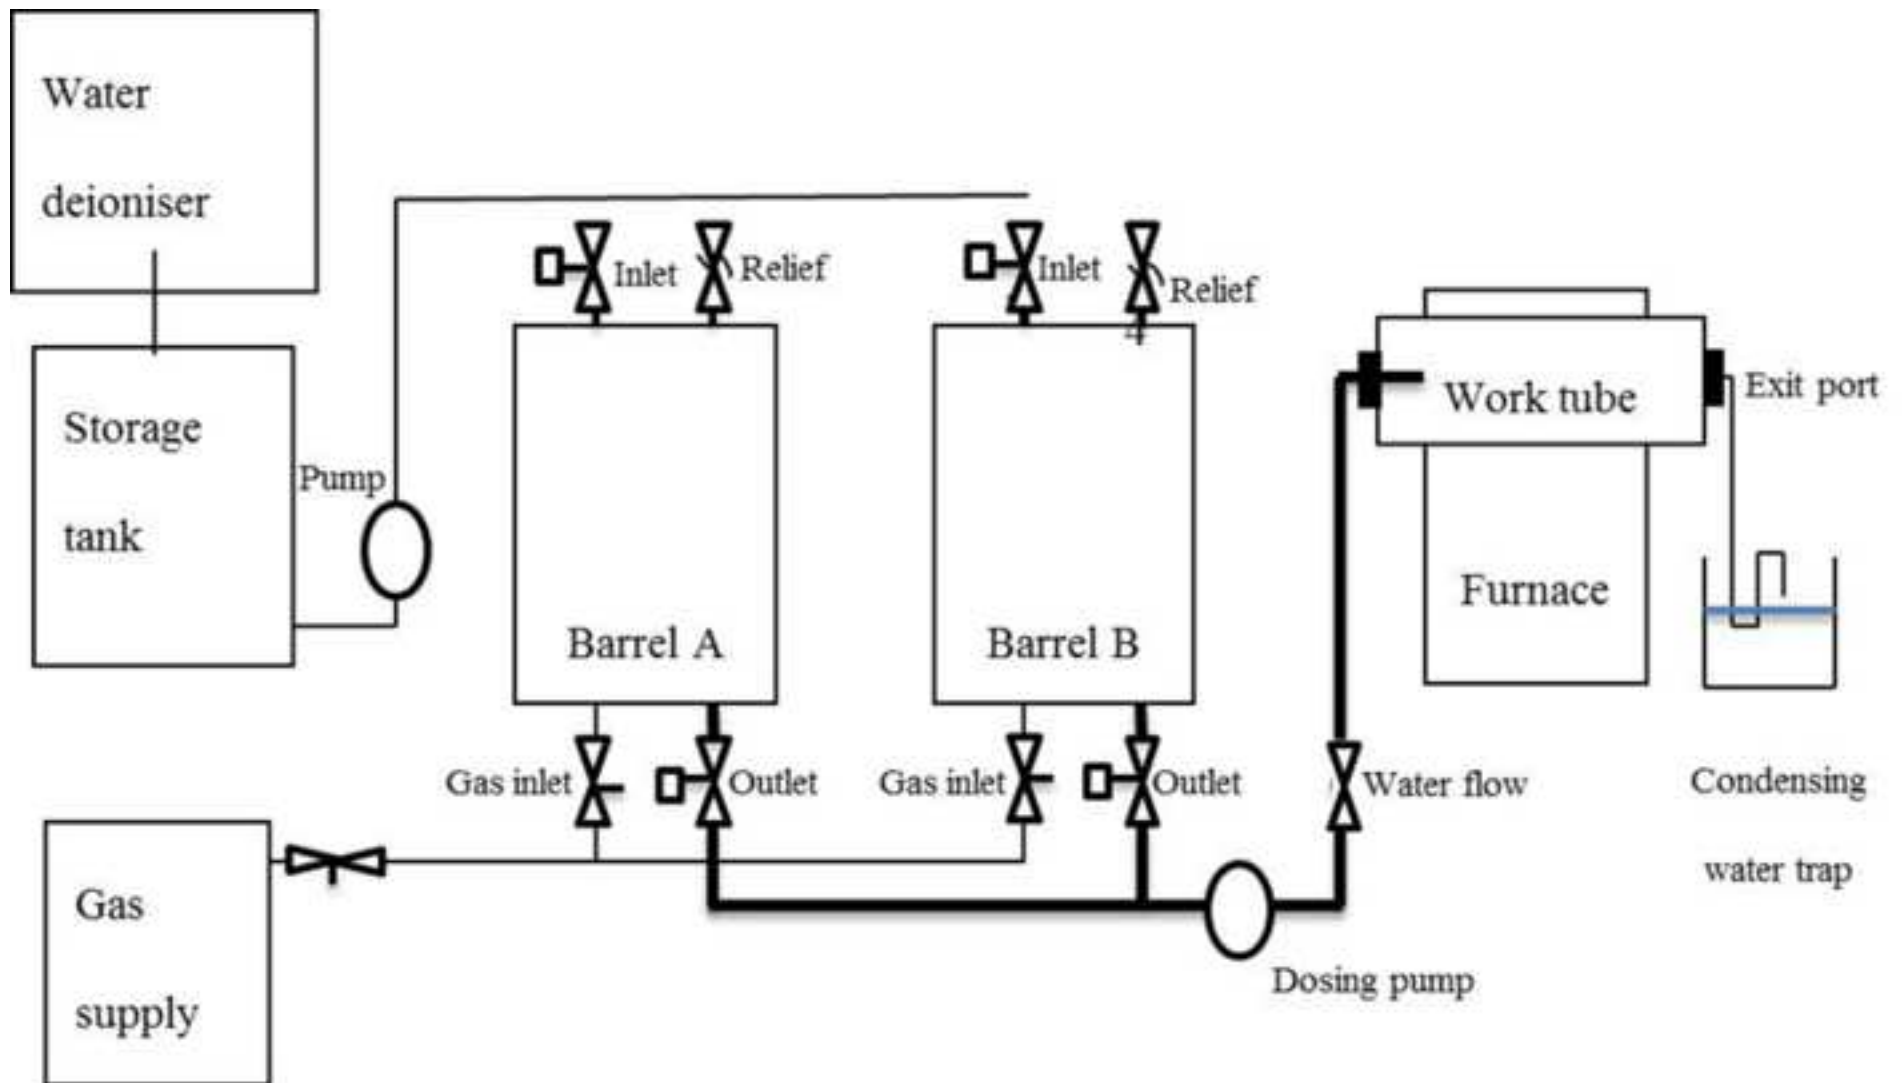 Water
deioniser
Storage
tank
Pump
Inlet
Relief
Inlet
Relief
4
Barrel A
Barrel B
Work tube
Exit port
Furnace
Gas inlet
Outlet
Gas inlet
Outlet
Water flow
Condensing
water trap
Gas
supply
Dosing pump